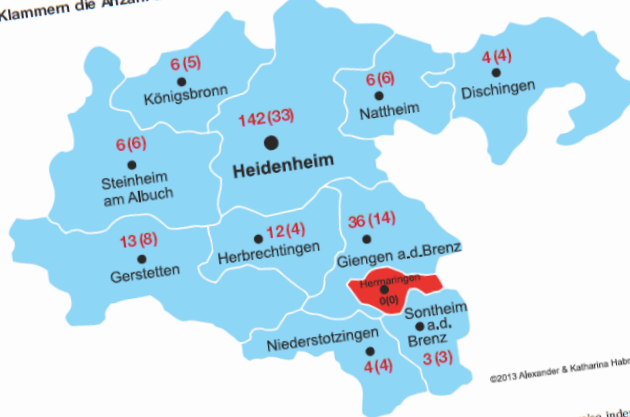 Klammern die
4 (4)
Dischingen
6 (5)
Königsbronn
6 (6)
Nattheim
142 (33)
Heidenheim
6 (6)
Steinheim
am Albuch
36 (14)
Giengen a.d.Brenz
12 (4)
Herbrechtingen
13 (8)
Gerstetten
Hermaringen
0(0)
Sontheim
a.d.
Brenz
3 (3)
Niederstotzingen
4 (4)
©2013 Alexander & Katharina